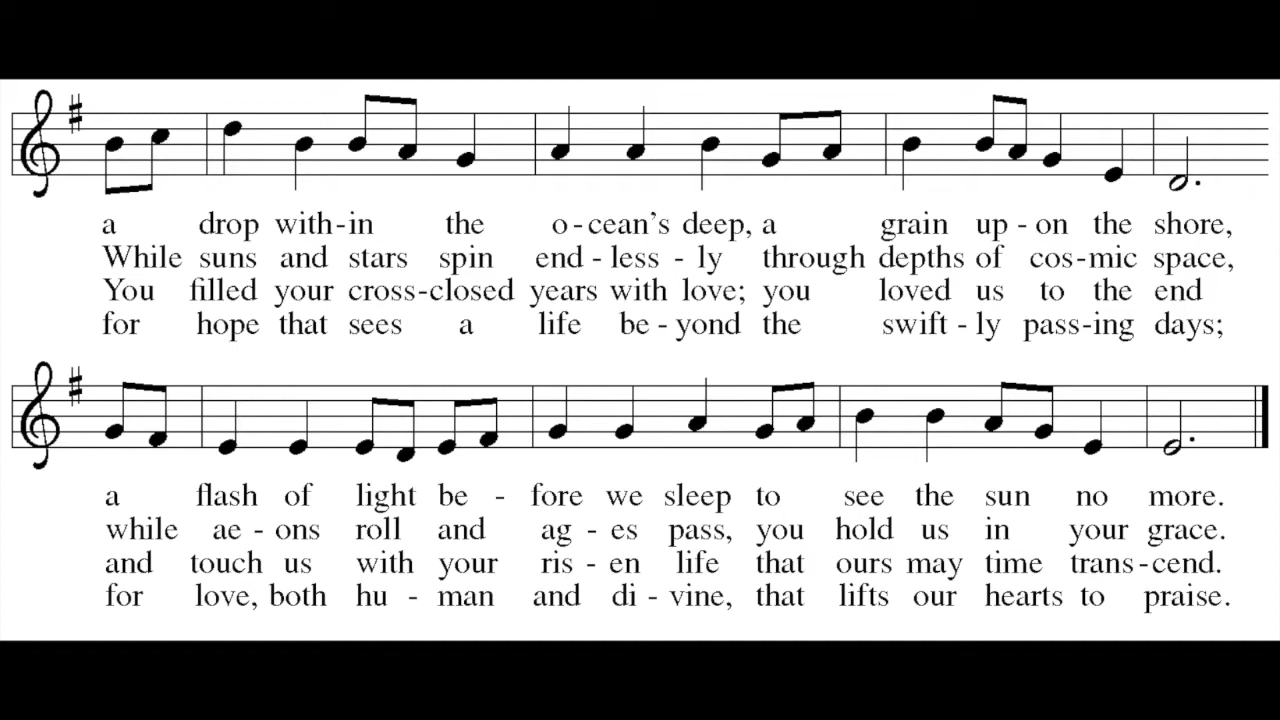 a drop with-in the o-cean's deep, a grain up-on the shore,
While suns and stars spin end-less-ly through depths of cos-mic space,
You filled your cross-closed years with love; you loved us to the end
for hope that sees a life be-yond the swift-ly pass-ing days;
a flash of light be-fore we sleep to see the sun no more.
while ae-ons roll and ag-es pass, you hold us in your grace.
and touch us with your ris-en life that ours may time trans-cend.
for love, both hu-man and di-vine, that lifts our hearts to praise.